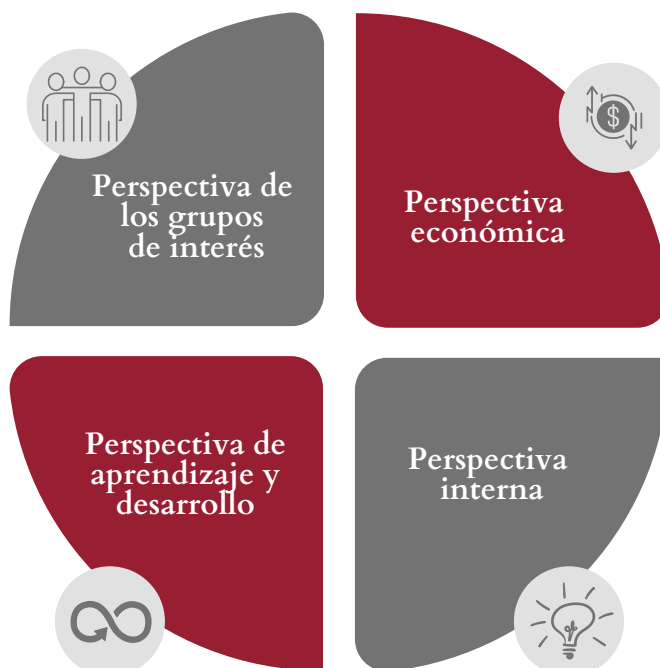 Perspectiva de
los grupos
de interés
$
Perspectiva
económica
Perspectiva de
aprendizaje y
desarrollo
Perspectiva
interna